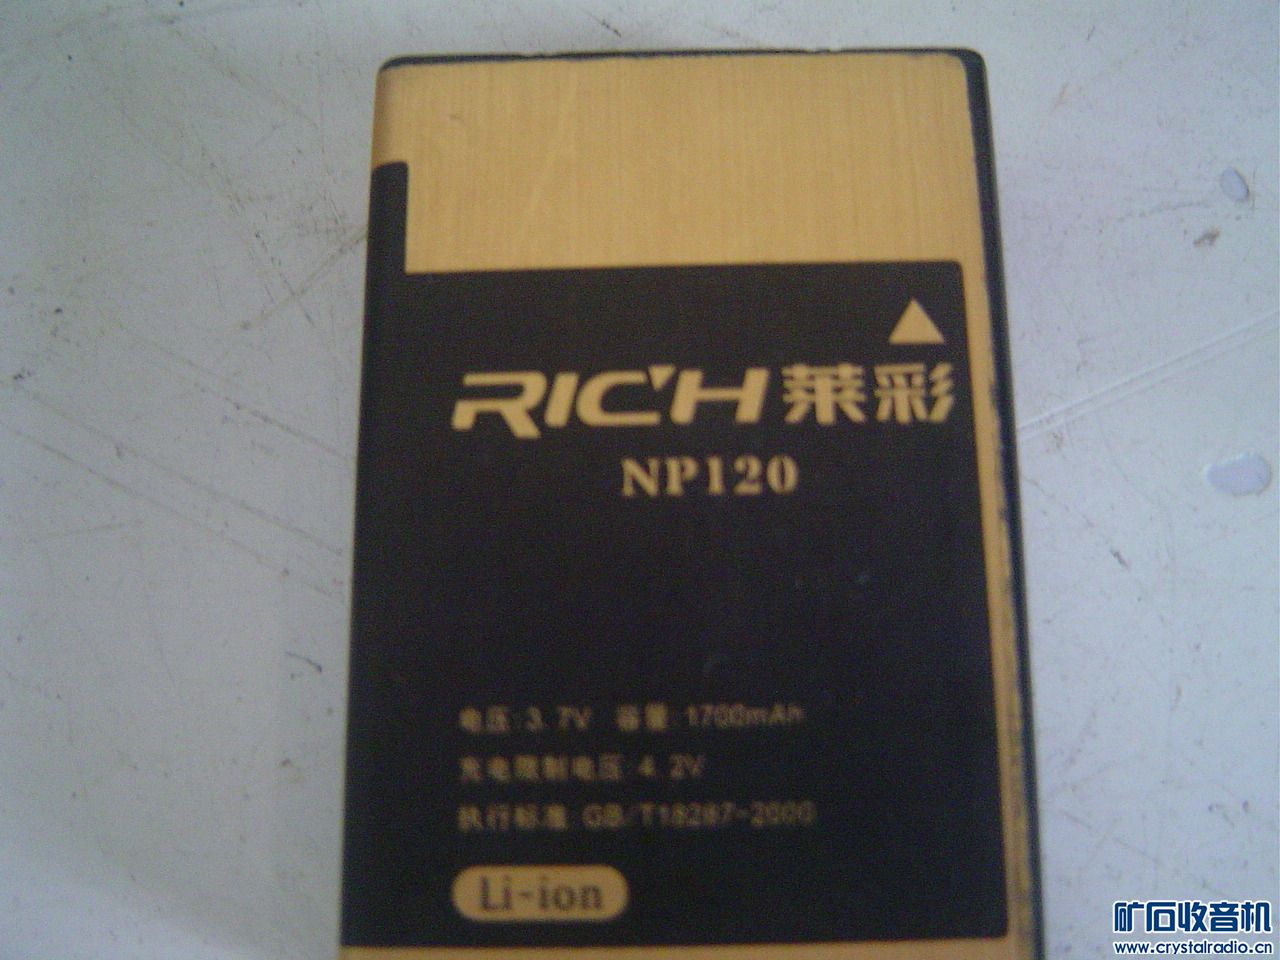 RICH 莱彩
NP120
电压:3.7V 容量:1700mAh
充电限制电压:4.2V
执行标准:GB/T18287-2000
Li-ion
矿石收音机
www.crystalradio.cn